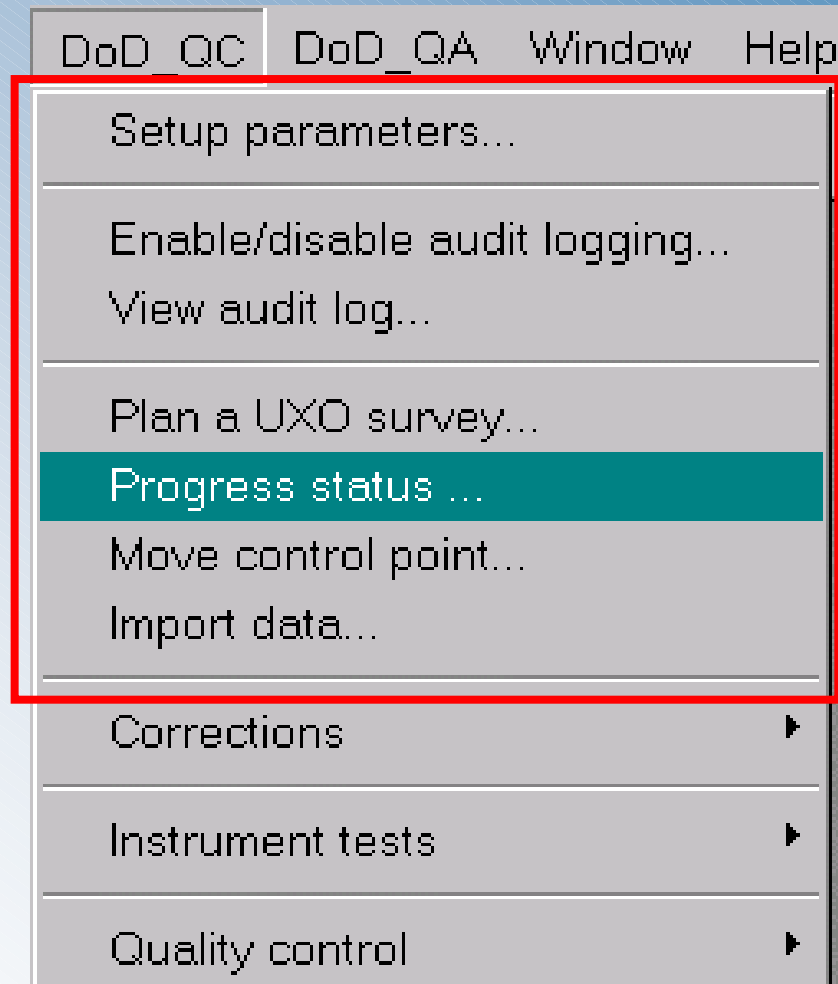 DoD_QC DoD_QA Window Help
Setup parameters...
Enable/disable audit logging...
View audit log...
Plan a UXO survey...
Progress status ...
Move control point...
Import data...
Corrections
Instrument tests
Quality control